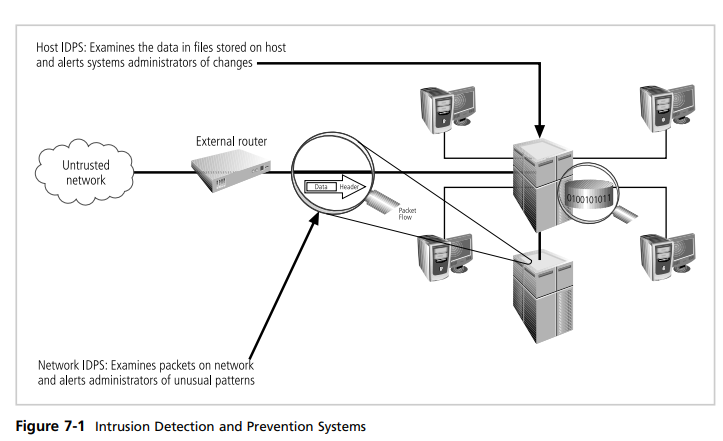 Host IDPS: Examines the data in files stored on host
and alerts systems administrators of changes
External router
Untrusted
network
Data
Header
Packet
Flow
0100101011
Network IDPS: Examines packets on network
and alerts administrators of unusual patterns
Figure 7-1 Intrusion Detection and Prevention Systems